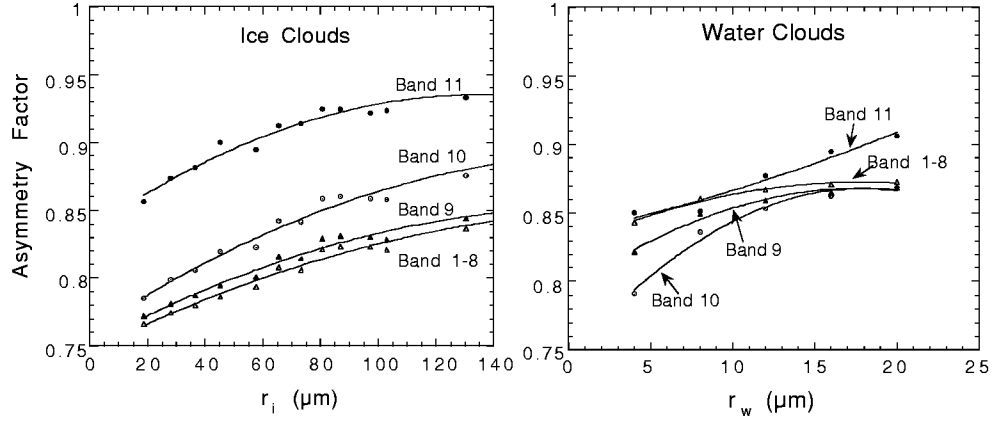 Ice Clouds
Asymmetry Factor
1
0.95
0.9
0.85
0.8
0.75
Band 11
Band 10
Band 9
Band 1-8
0 20 40 60 80 100 120 140
r i (µm)
Water Clouds
1
0.95
0.9
0.85
0.8
0.75
Band 11
Band 1-8
Band 9
Band 10
0 5 10 15 20 25
r w (µm)